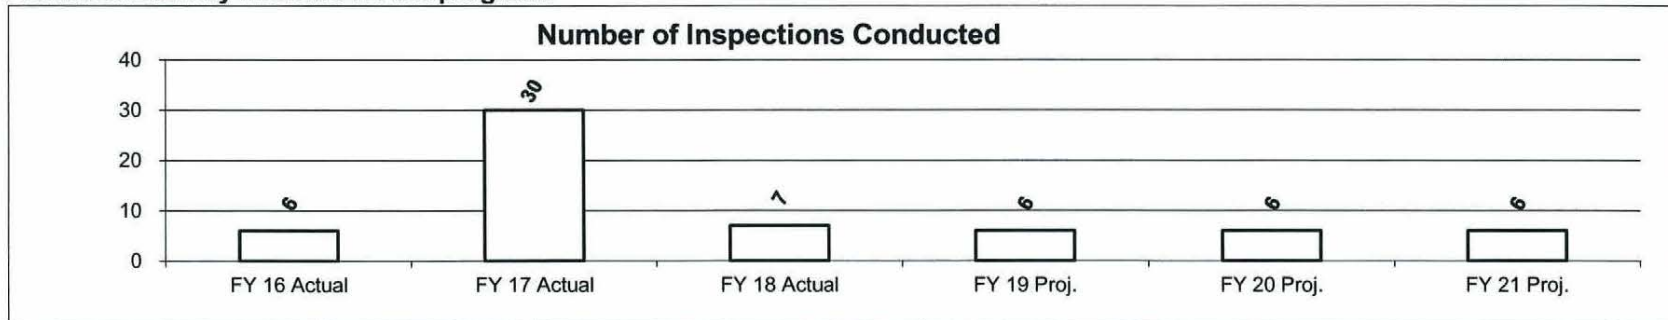 Number of Inspections Conducted
40
30
20
10
0
6
30
7
6
6
6
FY 16 Actual
FY 17 Actual
FY 18 Actual
FY 19 Proj.
FY 20 Proj.
FY 21 Proj.